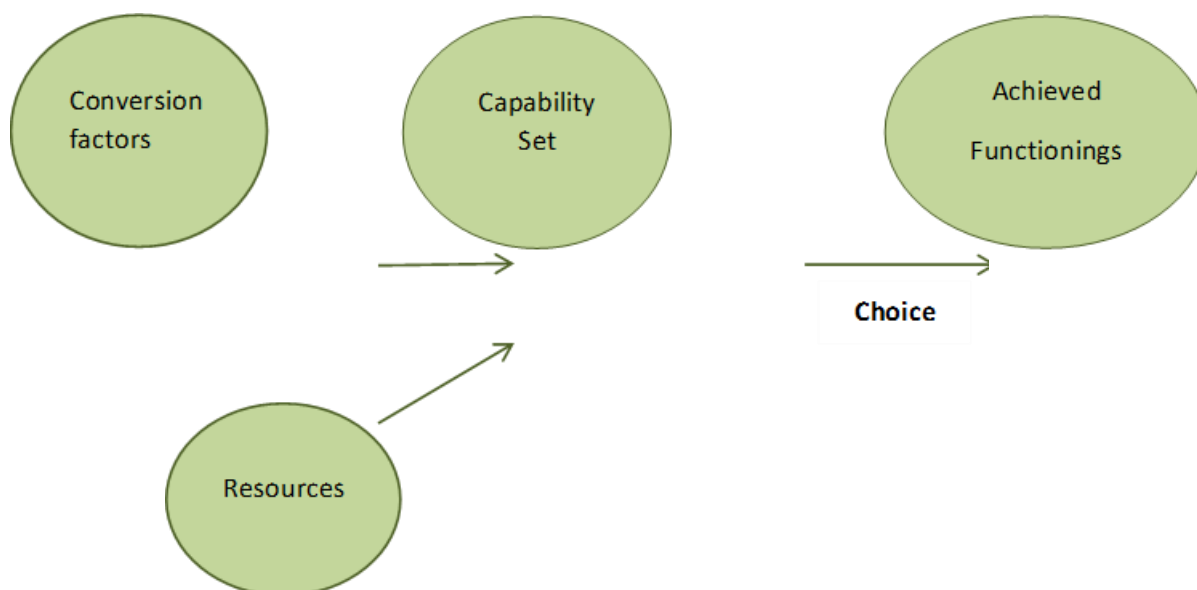 Conversion
factors
Capability
Set
Achieved
Functionings
Choice
Resources